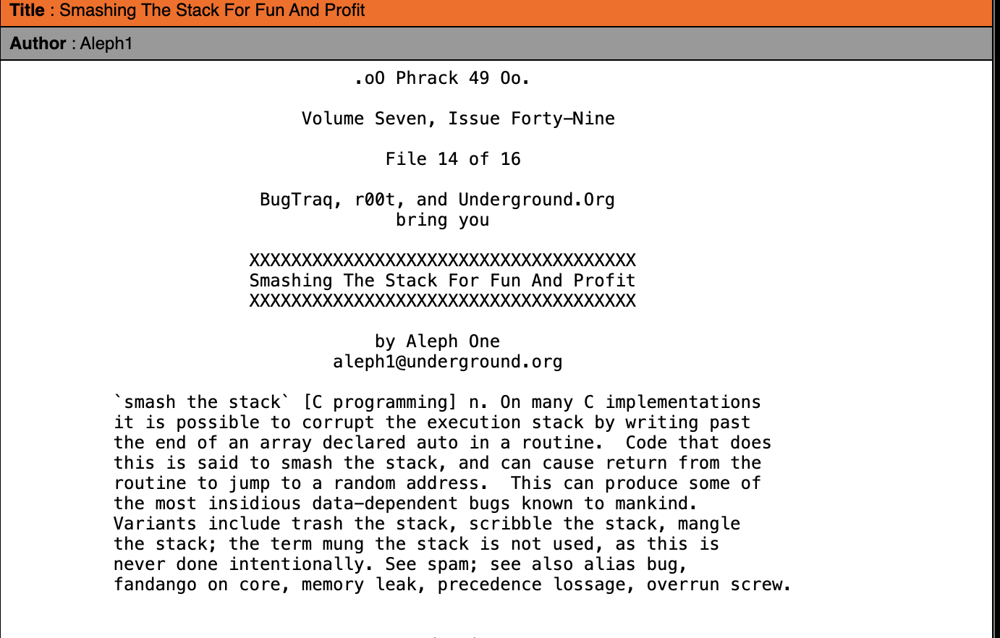 Title : Smashing The Stack For Fun And Profit
Author : Aleph1
.oO Phrack 49 Oo.
Volume Seven, Issue Forty-Nine
File 14 of 16
BugTraq, r00t, and Underground.Org
bring you
XXXXXXXXXXXXXXXXXXXXXXXXXXXXXXXXXXXXX
Smashing The Stack For Fun And Profit
XXXXXXXXXXXXXXXXXXXXXXXXXXXXXXXXXXXXX
by Aleph One
aleph1@underground.org
`smash the stack` [C programming] n. On many C implementations
it is possible to corrupt the execution stack by writing past
the end of an array declared auto in a routine.  Code that does
this is said to smash the stack, and can cause return from the
routine to jump to a random address.  This can produce some of
the most insidious data-dependent bugs known to mankind.
Variants include trash the stack, scribble the stack, mangle
the stack; the term mung the stack is not used, as this is
never done intentionally. See spam; see also alias bug,
fandango on core, memory leak, precedence lossage, overrun screw.